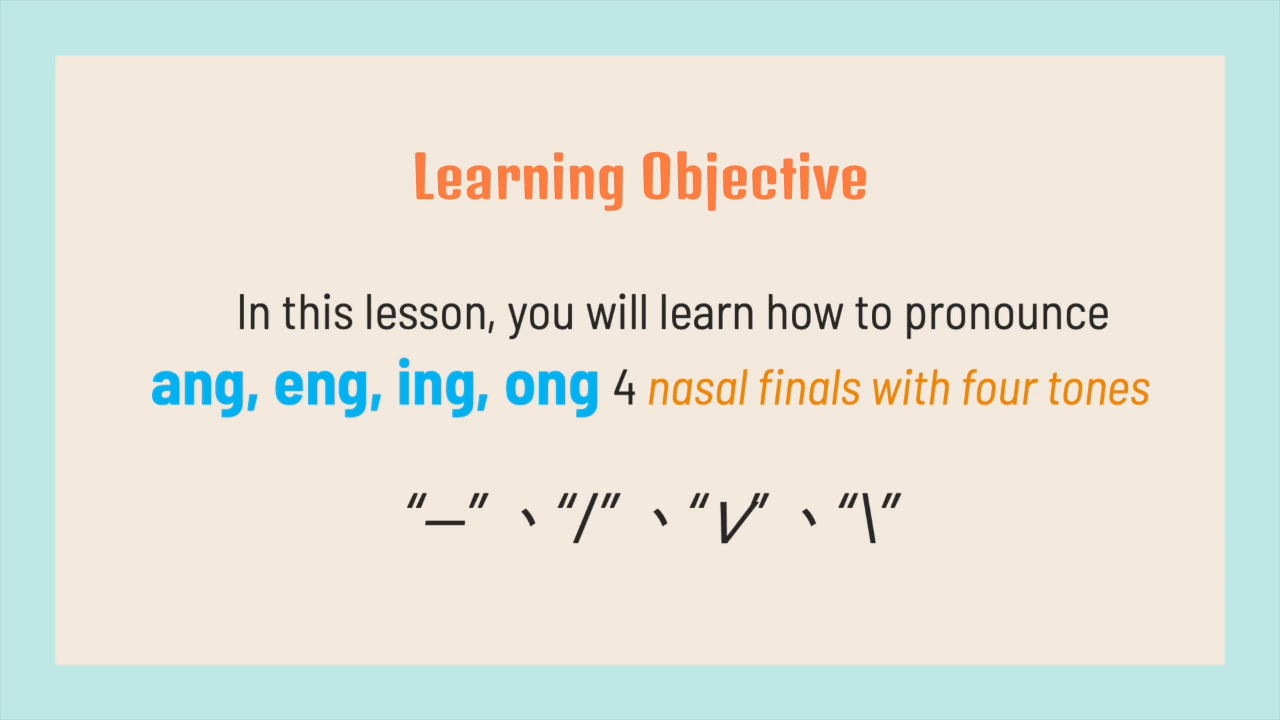 Learning Objective
In this lesson, you will learn how to pronounce
ang, eng, ing, ong 4 nasal finals with four tones
“—”、“/”、“√”、“\”